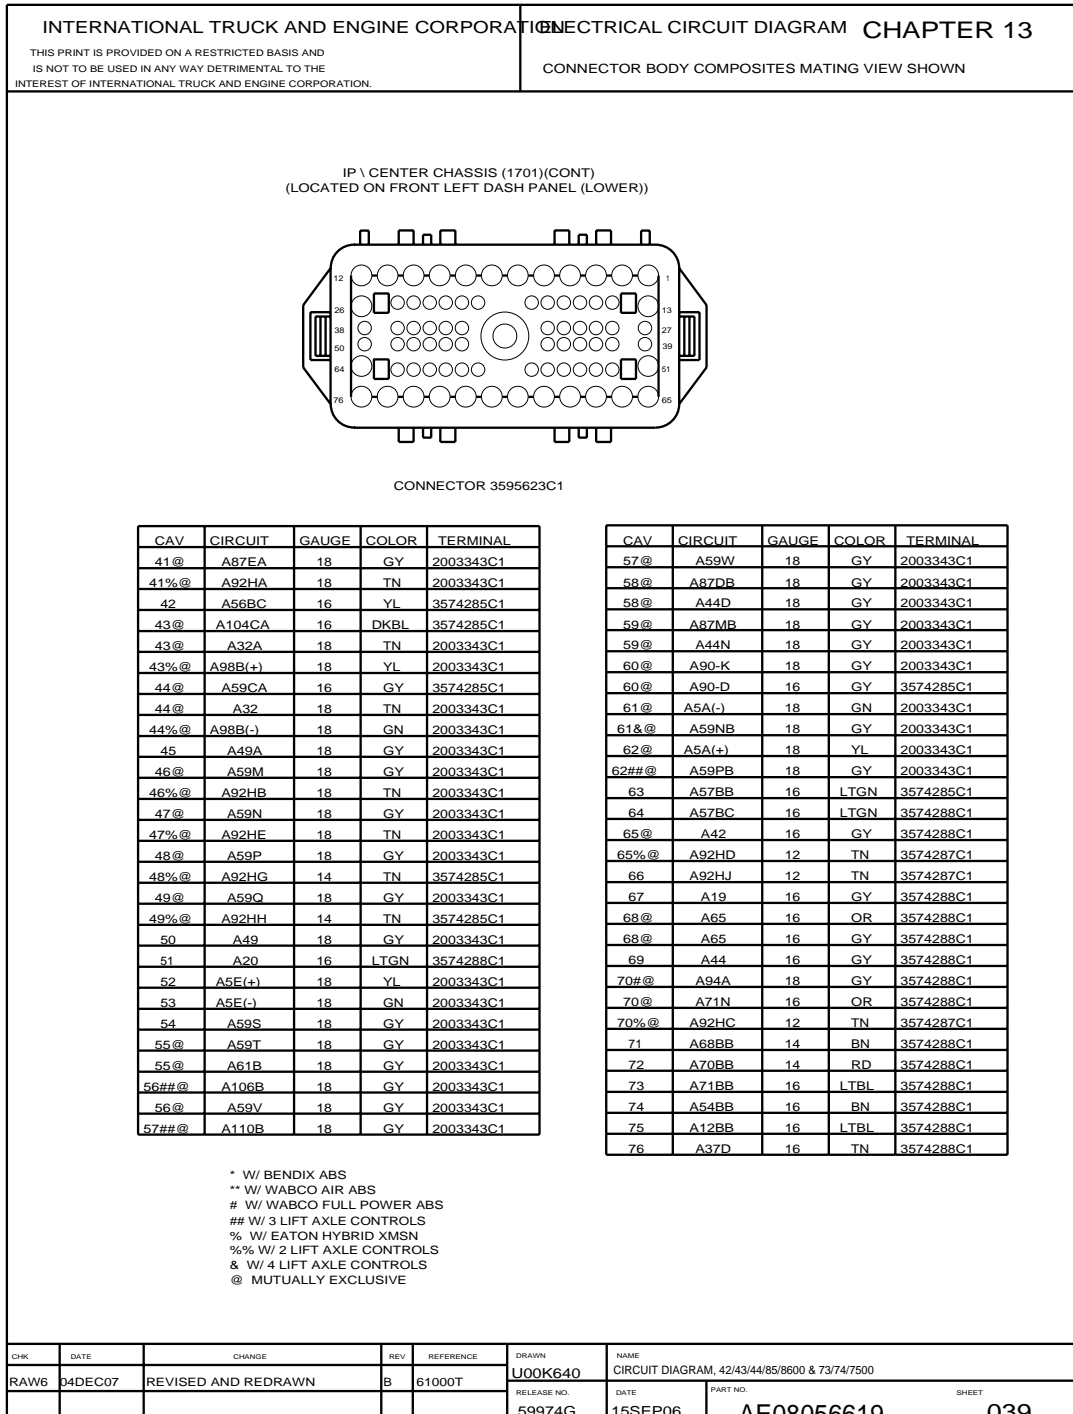 INTERNATIONAL TRUCK AND ENGINE CORPORATION
ELECTRICAL CIRCUIT DIAGRAM CHAPTER 13
THIS PRINT IS PROVIDED ON A RESTRICTED BASIS AND
IS NOT TO BE USED IN ANY WAY DETRIMENTAL TO THE
INTEREST OF INTERNATIONAL TRUCK AND ENGINE CORPORATION.
CONNECTOR BODY COMPOSITES MATING VIEW SHOWN
IP \ CENTER CHASSIS (1701)(CONT)
(LOCATED ON FRONT LEFT DASH PANEL (LOWER))
12 1
26 13
38 27
50 39
64 51
76 65
CONNECTOR 3595623C1
CAV CIRCUIT GAUGE COLOR TERMINAL
41@ A87EA 18 GY 2003343C1
41%@ A92HA 18 TN 2003343C1
42 A56BC 16 YL 3574285C1
43@ A104CA 16 DKBL 3574285C1
43@ A32A 18 TN 2003343C1
43%@ A98B(+) 18 YL 2003343C1
44@ A59CA 16 GY 3574285C1
44@ A32 18 TN 2003343C1
44%@ A98B(-) 18 GN 2003343C1
45 A49A 18 GY 2003343C1
46@ A59M 18 GY 2003343C1
46%@ A92HB 18 TN 2003343C1
47@ A59N 18 GY 2003343C1
47%@ A92HE 18 TN 2003343C1
48@ A59P 18 GY 2003343C1
48%@ A92HG 14 TN 3574285C1
49@ A59Q 18 GY 2003343C1
49%@ A92HH 14 TN 3574285C1
50 A49 18 GY 2003343C1
51 A20 16 LTGN 3574288C1
52 A5E(+) 18 YL 2003343C1
53 A5E(-) 18 GN 2003343C1
54 A59S 18 GY 2003343C1
55@ A59T 18 GY 2003343C1
55@ A61B 18 GY 2003343C1
56##@ A106B 18 GY 2003343C1
56@ A59V 18 GY 2003343C1
57##@ A110B 18 GY 2003343C1
CAV CIRCUIT GAUGE COLOR TERMINAL
57@ A59W 18 GY 2003343C1
58@ A87DB 18 GY 2003343C1
58@ A44D 18 GY 2003343C1
59@ A87MB 18 GY 2003343C1
59@ A44N 18 GY 2003343C1
60@ A90-K 18 GY 2003343C1
60@ A90-D 16 GY 3574285C1
61@ A5A(-) 18 GN 2003343C1
61&@ A59NB 18 GY 2003343C1
62@ A5A(+) 18 YL 2003343C1
62##@ A59PB 18 GY 2003343C1
63 A57BB 16 LTGN 3574285C1
64 A57BC 16 LTGN 3574288C1
65@ A42 16 GY 3574288C1
65%@ A92HD 12 TN 3574287C1
66 A92HJ 12 TN 3574287C1
67 A19 16 GY 3574288C1
68@ A65 16 OR 3574288C1
68@ A65 16 GY 3574288C1
69 A44 16 GY 3574288C1
70#@ A94A 18 GY 3574288C1
70@ A71N 16 OR 3574288C1
70%@ A92HC 12 TN 3574287C1
71 A68BB 14 BN 3574288C1
72 A70BB 14 RD 3574288C1
73 A71BB 16 LTBL 3574288C1
74 A54BB 16 BN 3574288C1
75 A12BB 16 LTBL 3574288C1
76 A37D 16 TN 3574288C1
* W/ BENDIX ABS
** W/ WABCO AIR ABS
# W/ WABCO FULL POWER ABS
## W/ 3 LIFT AXLE CONTROLS
% W/ EATON HYBRID XMSN
%% W/ 2 LIFT AXLE CONTROLS
& W/ 4 LIFT AXLE CONTROLS
@ MUTUALLY EXCLUSIVE
CHK DATE CHANGE REV REFERENCE
RAW6 04DEC07 REVISED AND REDRAWN B 61000T
DRAWN
U00K640
NAME
CIRCUIT DIAGRAM, 42/43/44/85/8600 & 73/74/7500
RELEASE NO. DATE PART NO. SHEET
59974G 15SEP06 AE08056619 039